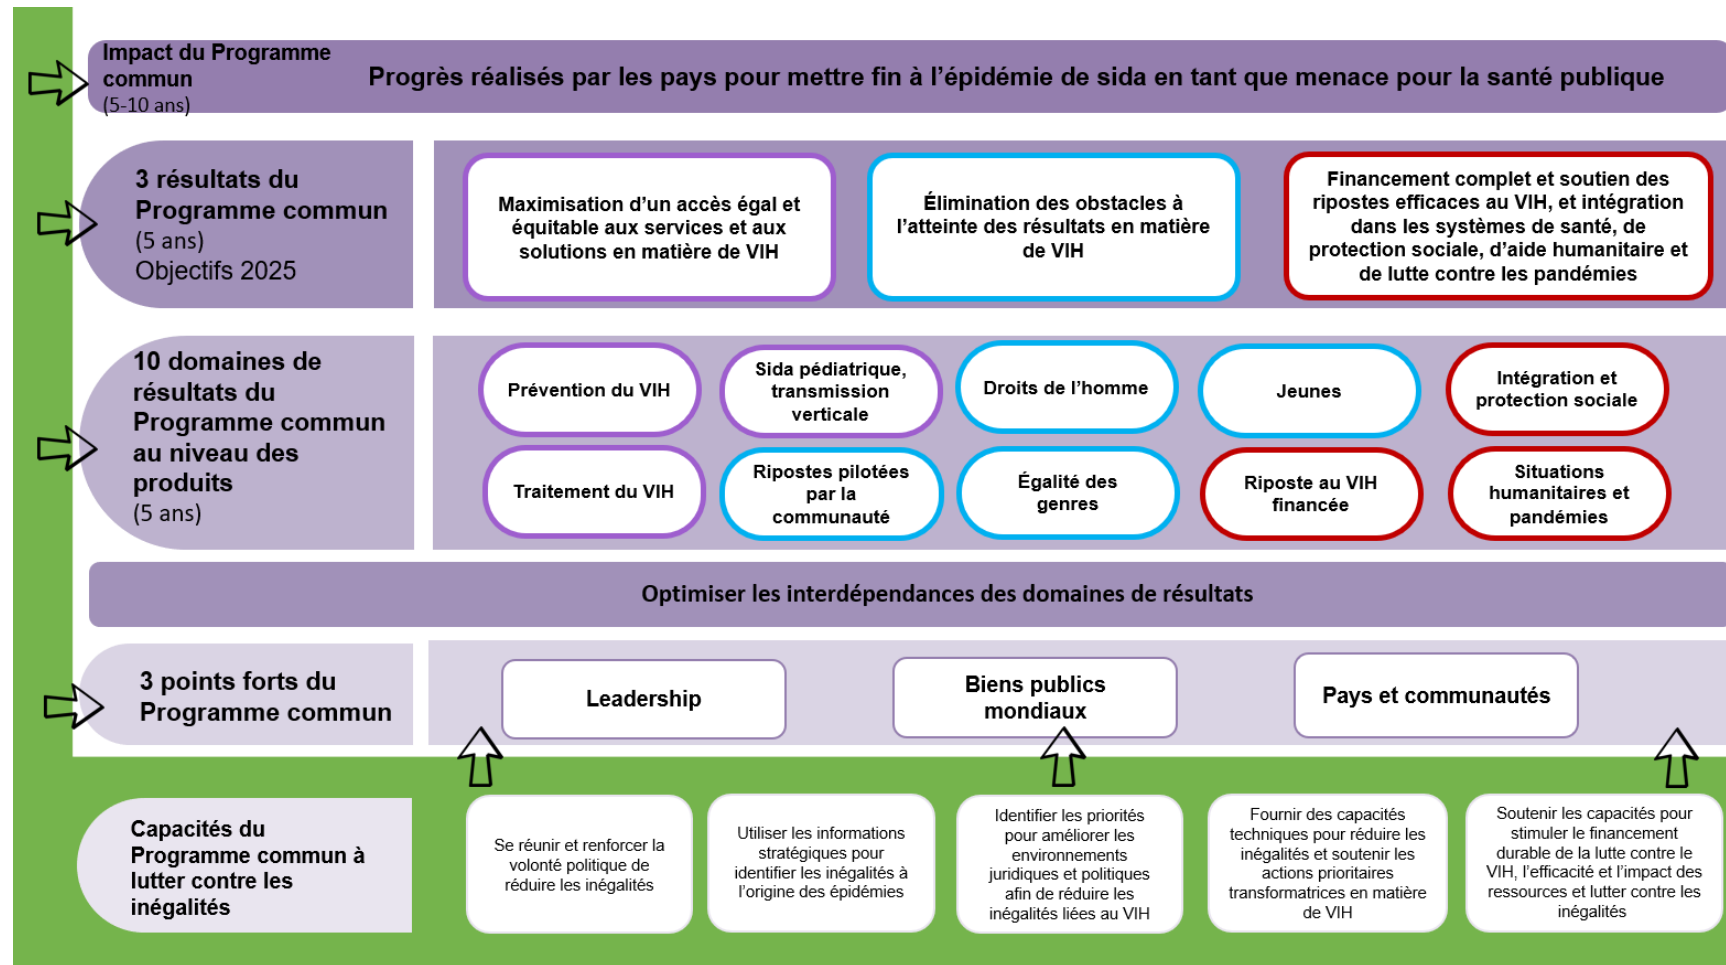 Impact du Programme
commun
(5-10 ans)
Progrès réalisés par les pays pour mettre fin à l’épidémie de sida en tant que menace pour la santé publique
3 résultats du
Programme commun
(5 ans)
Objectifs 2025
Maximisation d’un accès égal et
équitable aux services et aux
solutions en matière de VIH
Élimination des obstacles à
l’atteinte des résultats en matière
de VIH
Financement complet et soutien des
ripostes efficaces au VIH, et intégration
dans les systèmes de santé, de
protection sociale, d’aide humanitaire et
de lutte contre les pandémies
10 domaines de
résultats du
Programme commun
au niveau des
produits
(5 ans)
Prévention du VIH
Sida pédiatrique,
transmission
verticale
Droits de l’homme
Jeunes
Intégration et
protection sociale
Traitement du VIH
Ripostes pilotées
par la
communauté
Égalité des
genres
Riposte au VIH
financée
Situations
humanitaires et
pandémies
Optimiser les interdépendances des domaines de résultats
3 points forts du
Programme commun
Leadership
Biens publics
mondiaux
Pays et communautés
Capacités du
Programme commun à
lutter contre les
inégalités
Se réunir et renforcer la
volonté politique de
réduire les inégalités
Utiliser les informations
stratégiques pour
identifier les inégalités à
l’origine des épidémies
Identifier les priorités
pour améliorer les
environnements
juridiques et politiques
afin de réduire les
inégalités liées au VIH
Fournir des capacités
techniques pour réduire les
inégalités et soutenir les
actions prioritaires
transformatrices en matière
de VIH
Soutenir les capacités pour
stimuler le financement
durable de la lutte contre le
VIH, l’efficacité et l’impact des
ressources et lutter contre les
inégalités